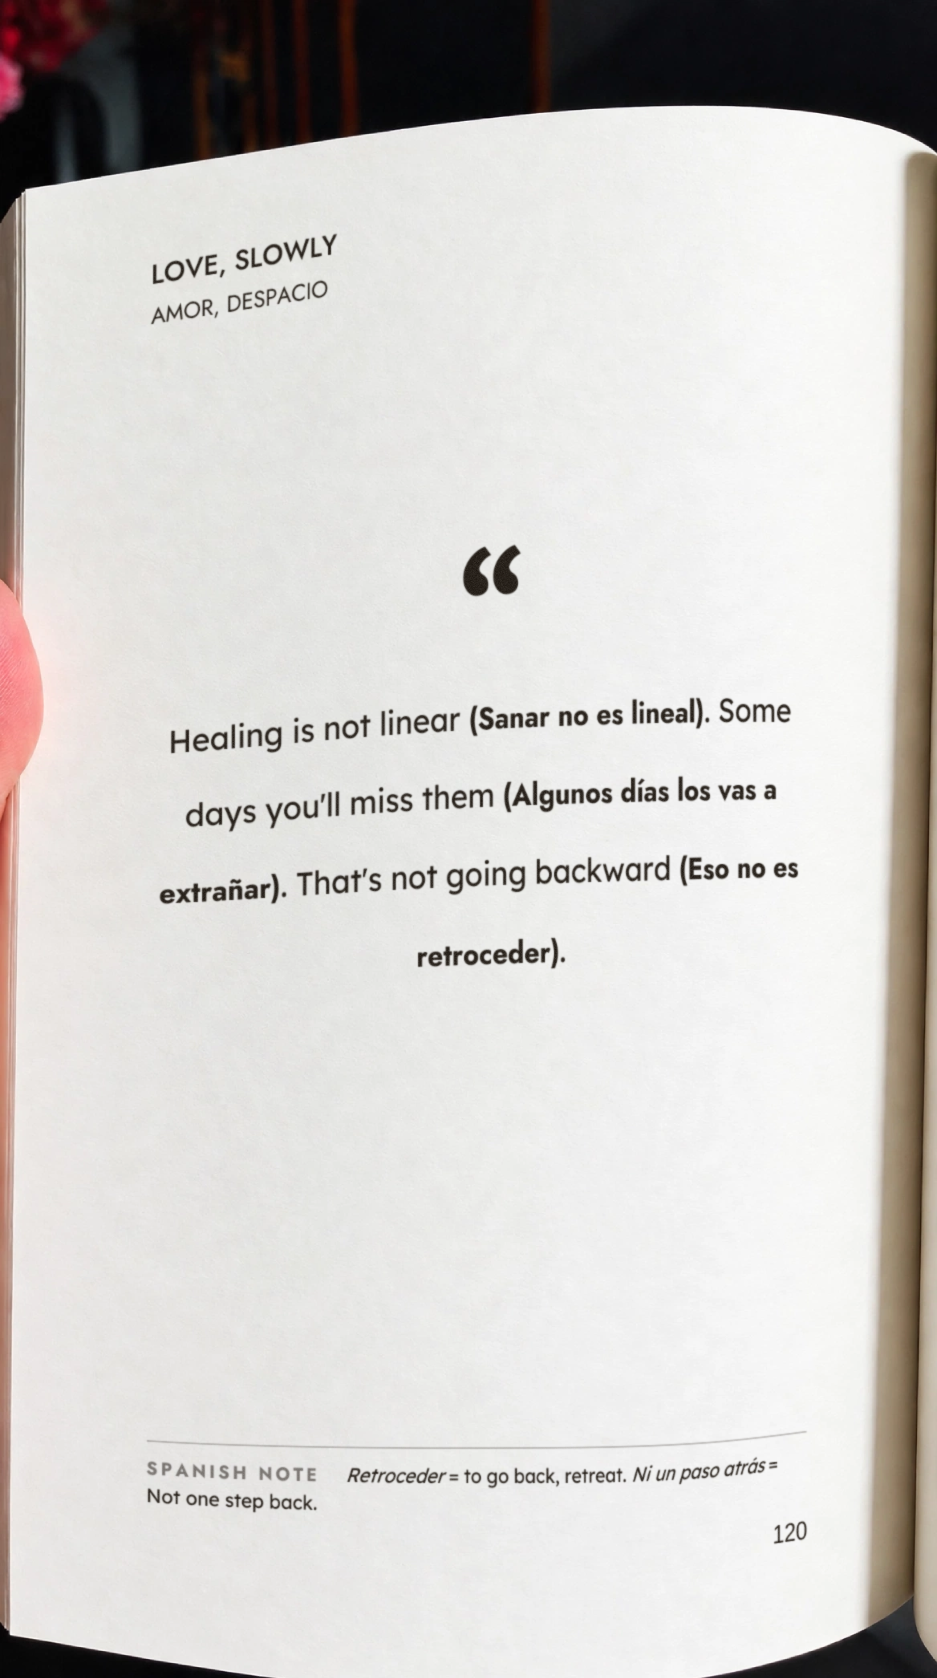 LOVE, SLOWLY
AMOR, DESPACIO
“
Healing is not linear (Sanar no es lineal). Some
days you'll miss them (Algunos días los vas a
extrañar). That's not going backward (Eso no es
retroceder).
SPANISH NOTE Retroceder = to go back, retreat. Ni un paso atrás =
Not one step back.
120